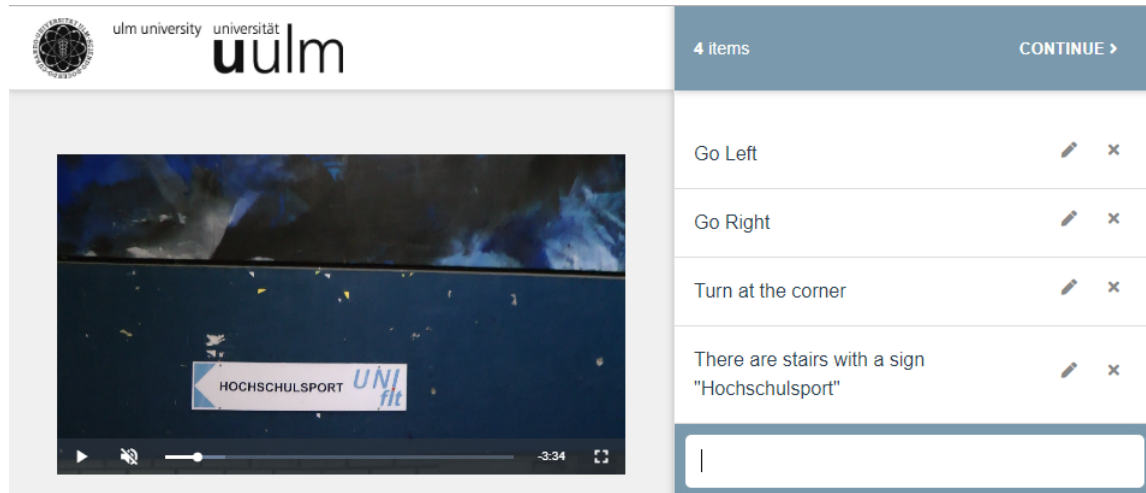 ulm university universität
uulm
4 items
CONTINUE >
Go Left
Go Right
Turn at the corner
There are stairs with a sign
"Hochschulsport"
HOCHSCHULSPORT UNI
fit
-3:34